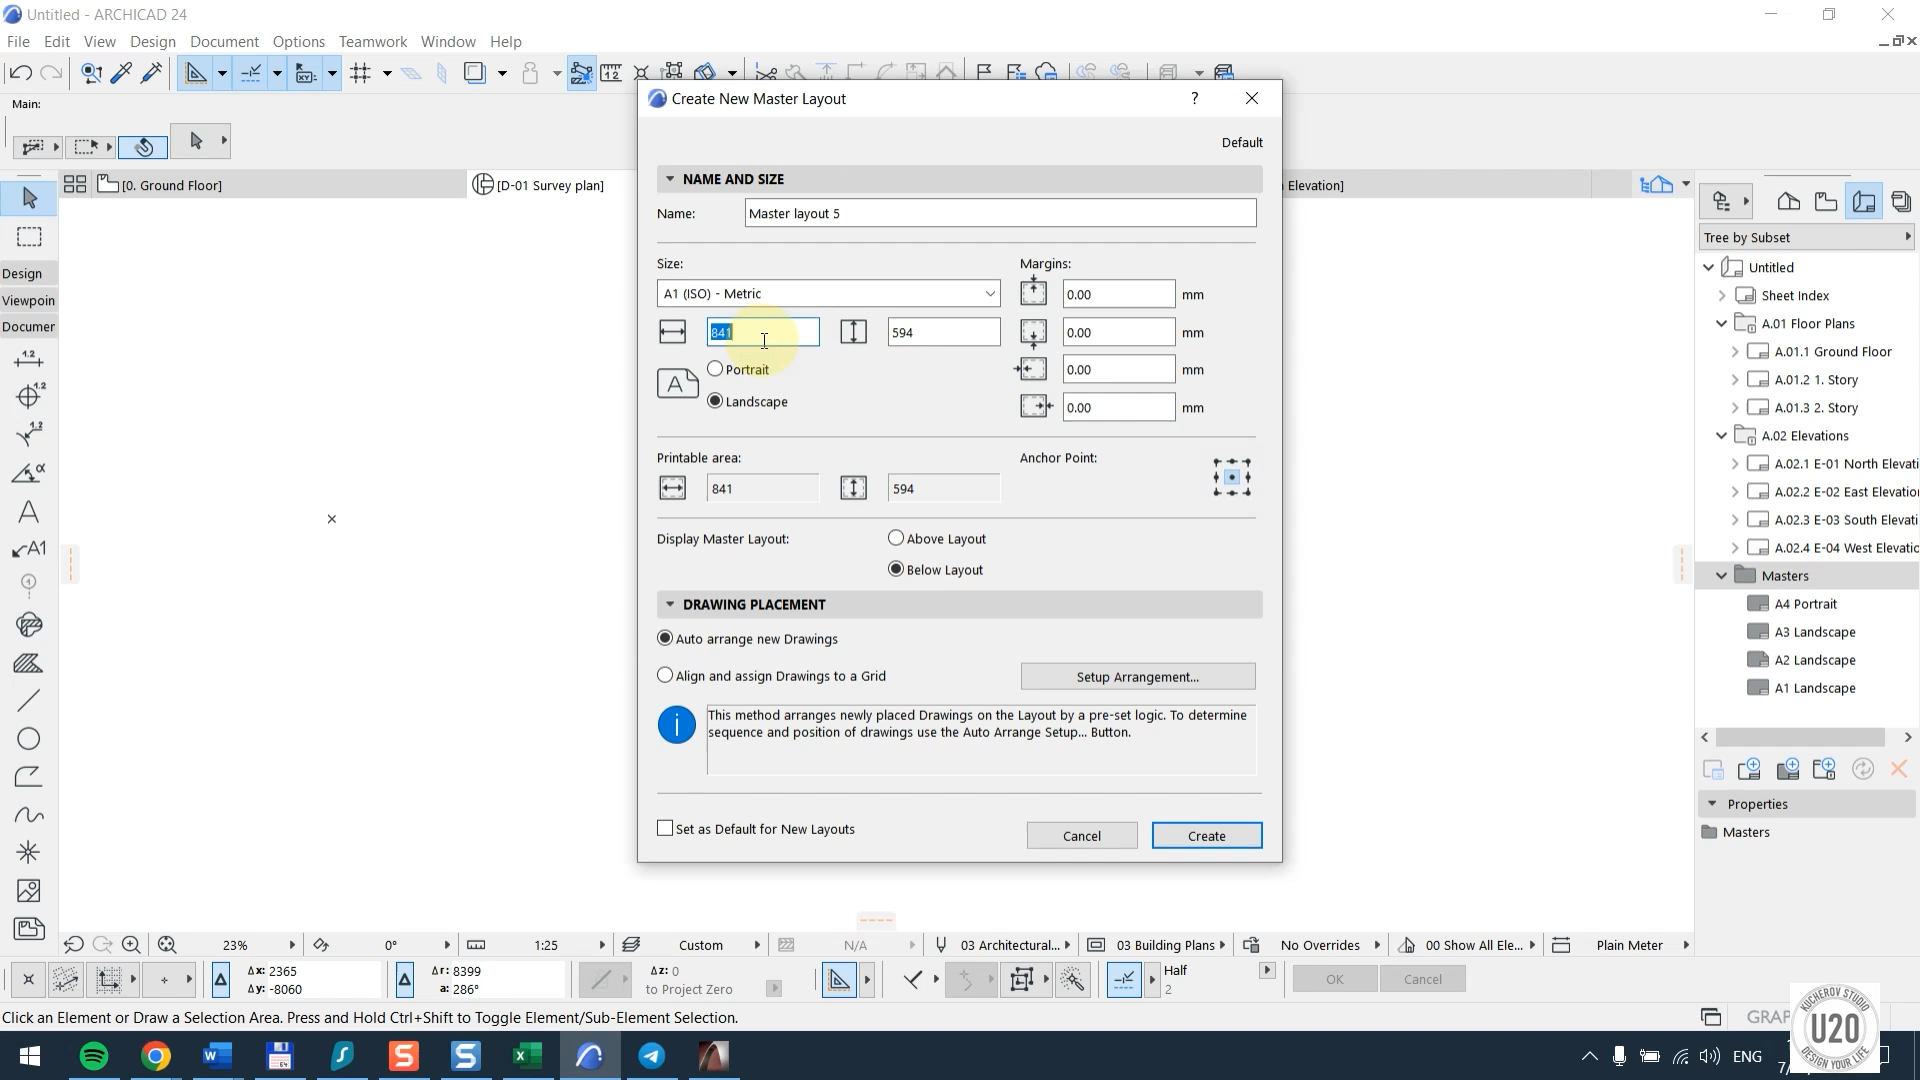 Untitled - ARCHICAD 24
File Edit View Design Document Options Teamwork Window Help
Main:
[0. Ground Floor]
[D-01 Survey plan]
Elevation]
Create New Master Layout
?
Default
NAME AND SIZE
Name:
Master layout 5
Size:
Margins:
A1 (ISO) - Metric
0.00 mm
841
594
0.00 mm
Portrait
0.00 mm
Landscape
0.00 mm
Printable area:
Anchor Point:
841
594
Display Master Layout:
Above Layout
Below Layout
DRAWING PLACEMENT
Auto arrange new Drawings
Align and assign Drawings to a Grid
Setup Arrangement...
This method arranges newly placed Drawings on the Layout by a pre-set logic. To determine
sequence and position of drawings use the Auto Arrange Setup... Button.
Set as Default for New Layouts
Cancel
Create
Design
Viewpoin
Documer
Tree by Subset
Untitled
Sheet Index
A.01 Floor Plans
A.01.1 Ground Floor
A.01.2 1. Story
A.01.3 2. Story
A.02 Elevations
A.02.1 E-01 North Elevati
A.02.2 E-02 East Elevatio
A.02.3 E-03 South Elevati
A.02.4 E-04 West Elevatic
Masters
A4 Portrait
A3 Landscape
A2 Landscape
A1 Landscape
Properties
Masters
23% 0° 1:25 Custom N/A 03 Architectural... 03 Building Plans No Overrides 00 Show All Ele... Plain Meter
Δx: 2365
Δy: -8060
Δr: 8399
a: 286°
Δz: 0
to Project Zero
Half
2
OK
Cancel
Click an Element or Draw a Selection Area. Press and Hold Ctrl+Shift to Toggle Element/Sub-Element Selection.
GRAP
ENG
7/
KUCHEROV STUDIO
U20
DESIGN YOUR LIFE